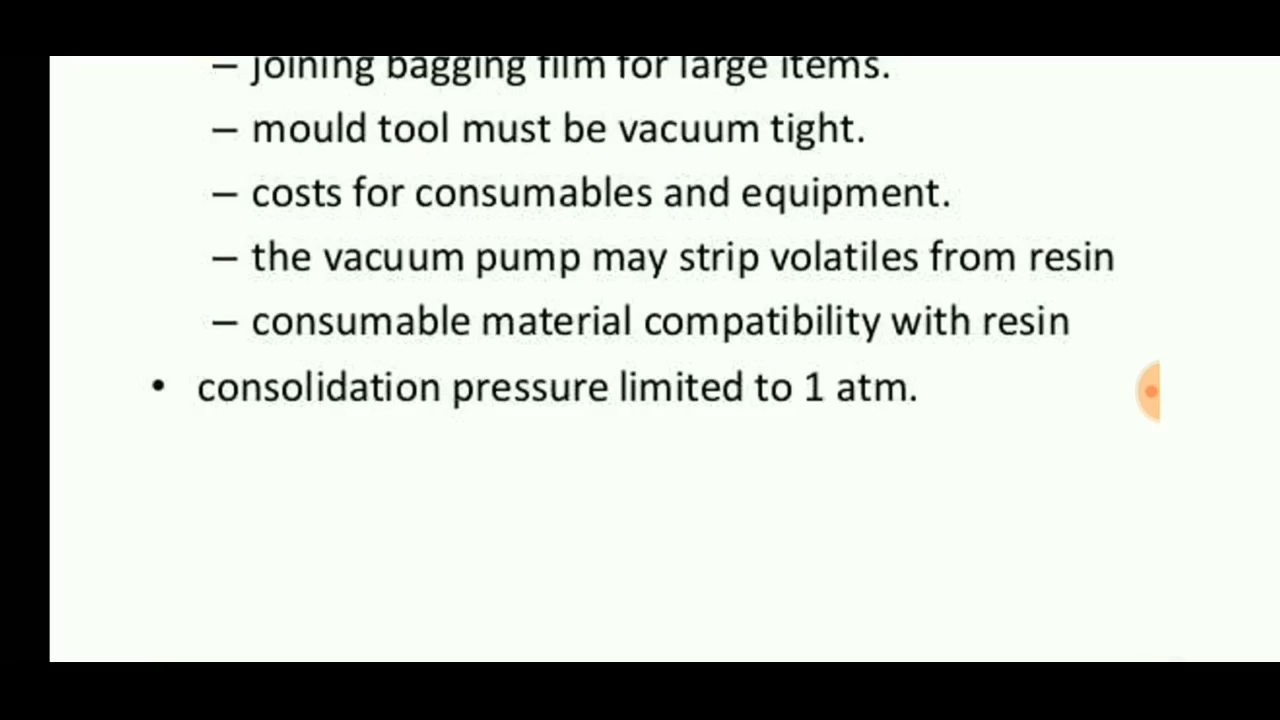 – joining bagging film for large items.
– mould tool must be vacuum tight.
– costs for consumables and equipment.
– the vacuum pump may strip volatiles from resin
– consumable material compatibility with resin
• consolidation pressure limited to 1 atm.